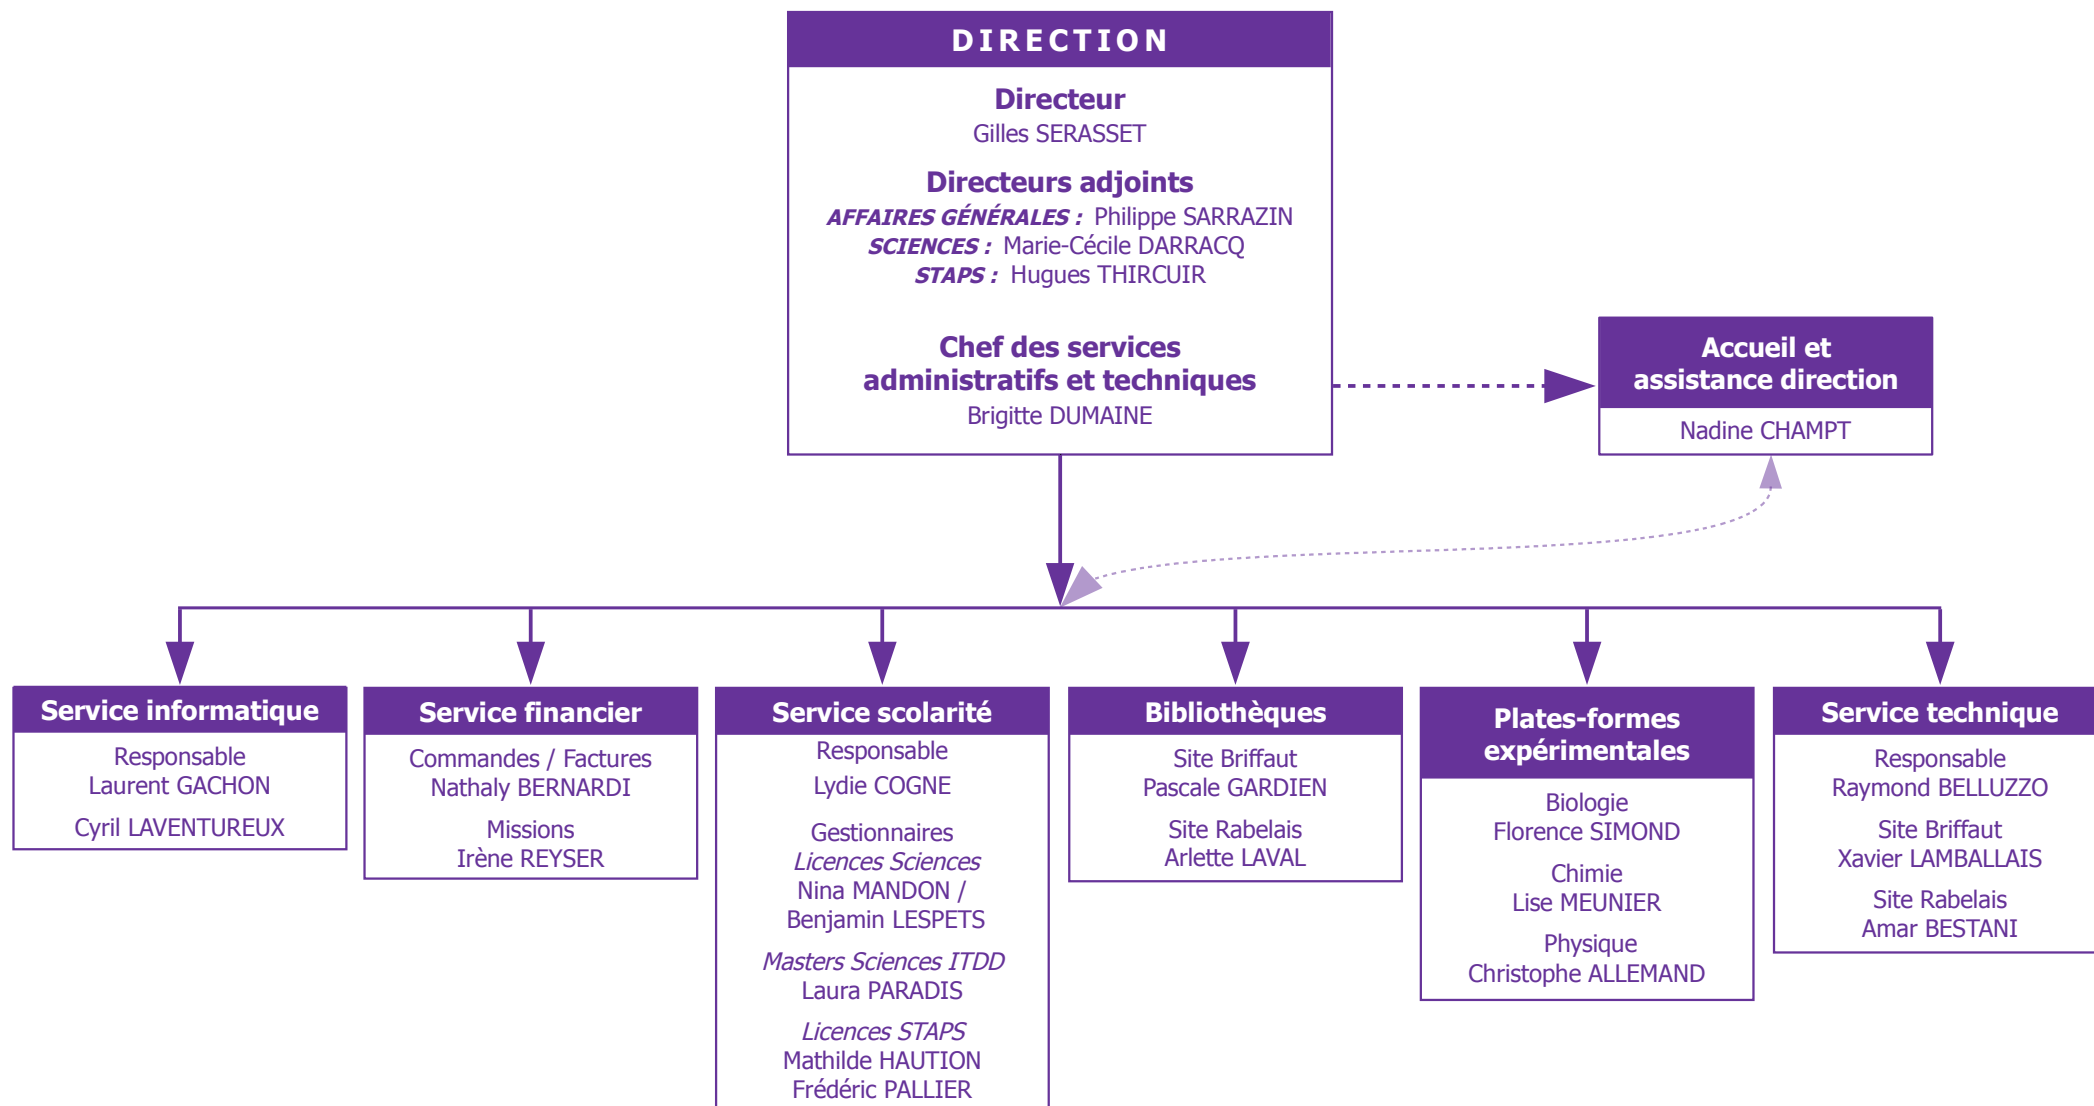 DIRECTION
Directeur
Gilles SERASSET
Directeurs adjoints
AFFAIRES GÉNÉRALES : Philippe SARRAZIN
SCIENCES : Marie-Cécile DARRACQ
STAPS : Hugues THIRCUIR
Chef des services
administratifs et techniques
Brigitte DUMAINE
Accueil et
assistance direction
Nadine CHAMPT
Service informatique
Responsable
Laurent GACHON
Cyril LAVENTUREUX
Service financier
Commandes / Factures
Nathaly BERNARDI
Missions
Irène REYSER
Service scolarité
Responsable
Lydie COGNE
Gestionnaires
Licences Sciences
Nina MANDON /
Benjamin LESPETS
Masters Sciences ITDD
Laura PARADIS
Licences STAPS
Mathilde HAUTION
Frédéric PALLIER
Bibliothèques
Site Briffaut
Pascale GARDIEN
Site Rabelais
Arlette LAVAL
Plates-formes
expérimentales
Biologie
Florence SIMOND
Chimie
Lise MEUNIER
Physique
Christophe ALLEMAND
Service technique
Responsable
Raymond BELLUZZO
Site Briffaut
Xavier LAMBALLAIS
Site Rabelais
Amar BESTANI